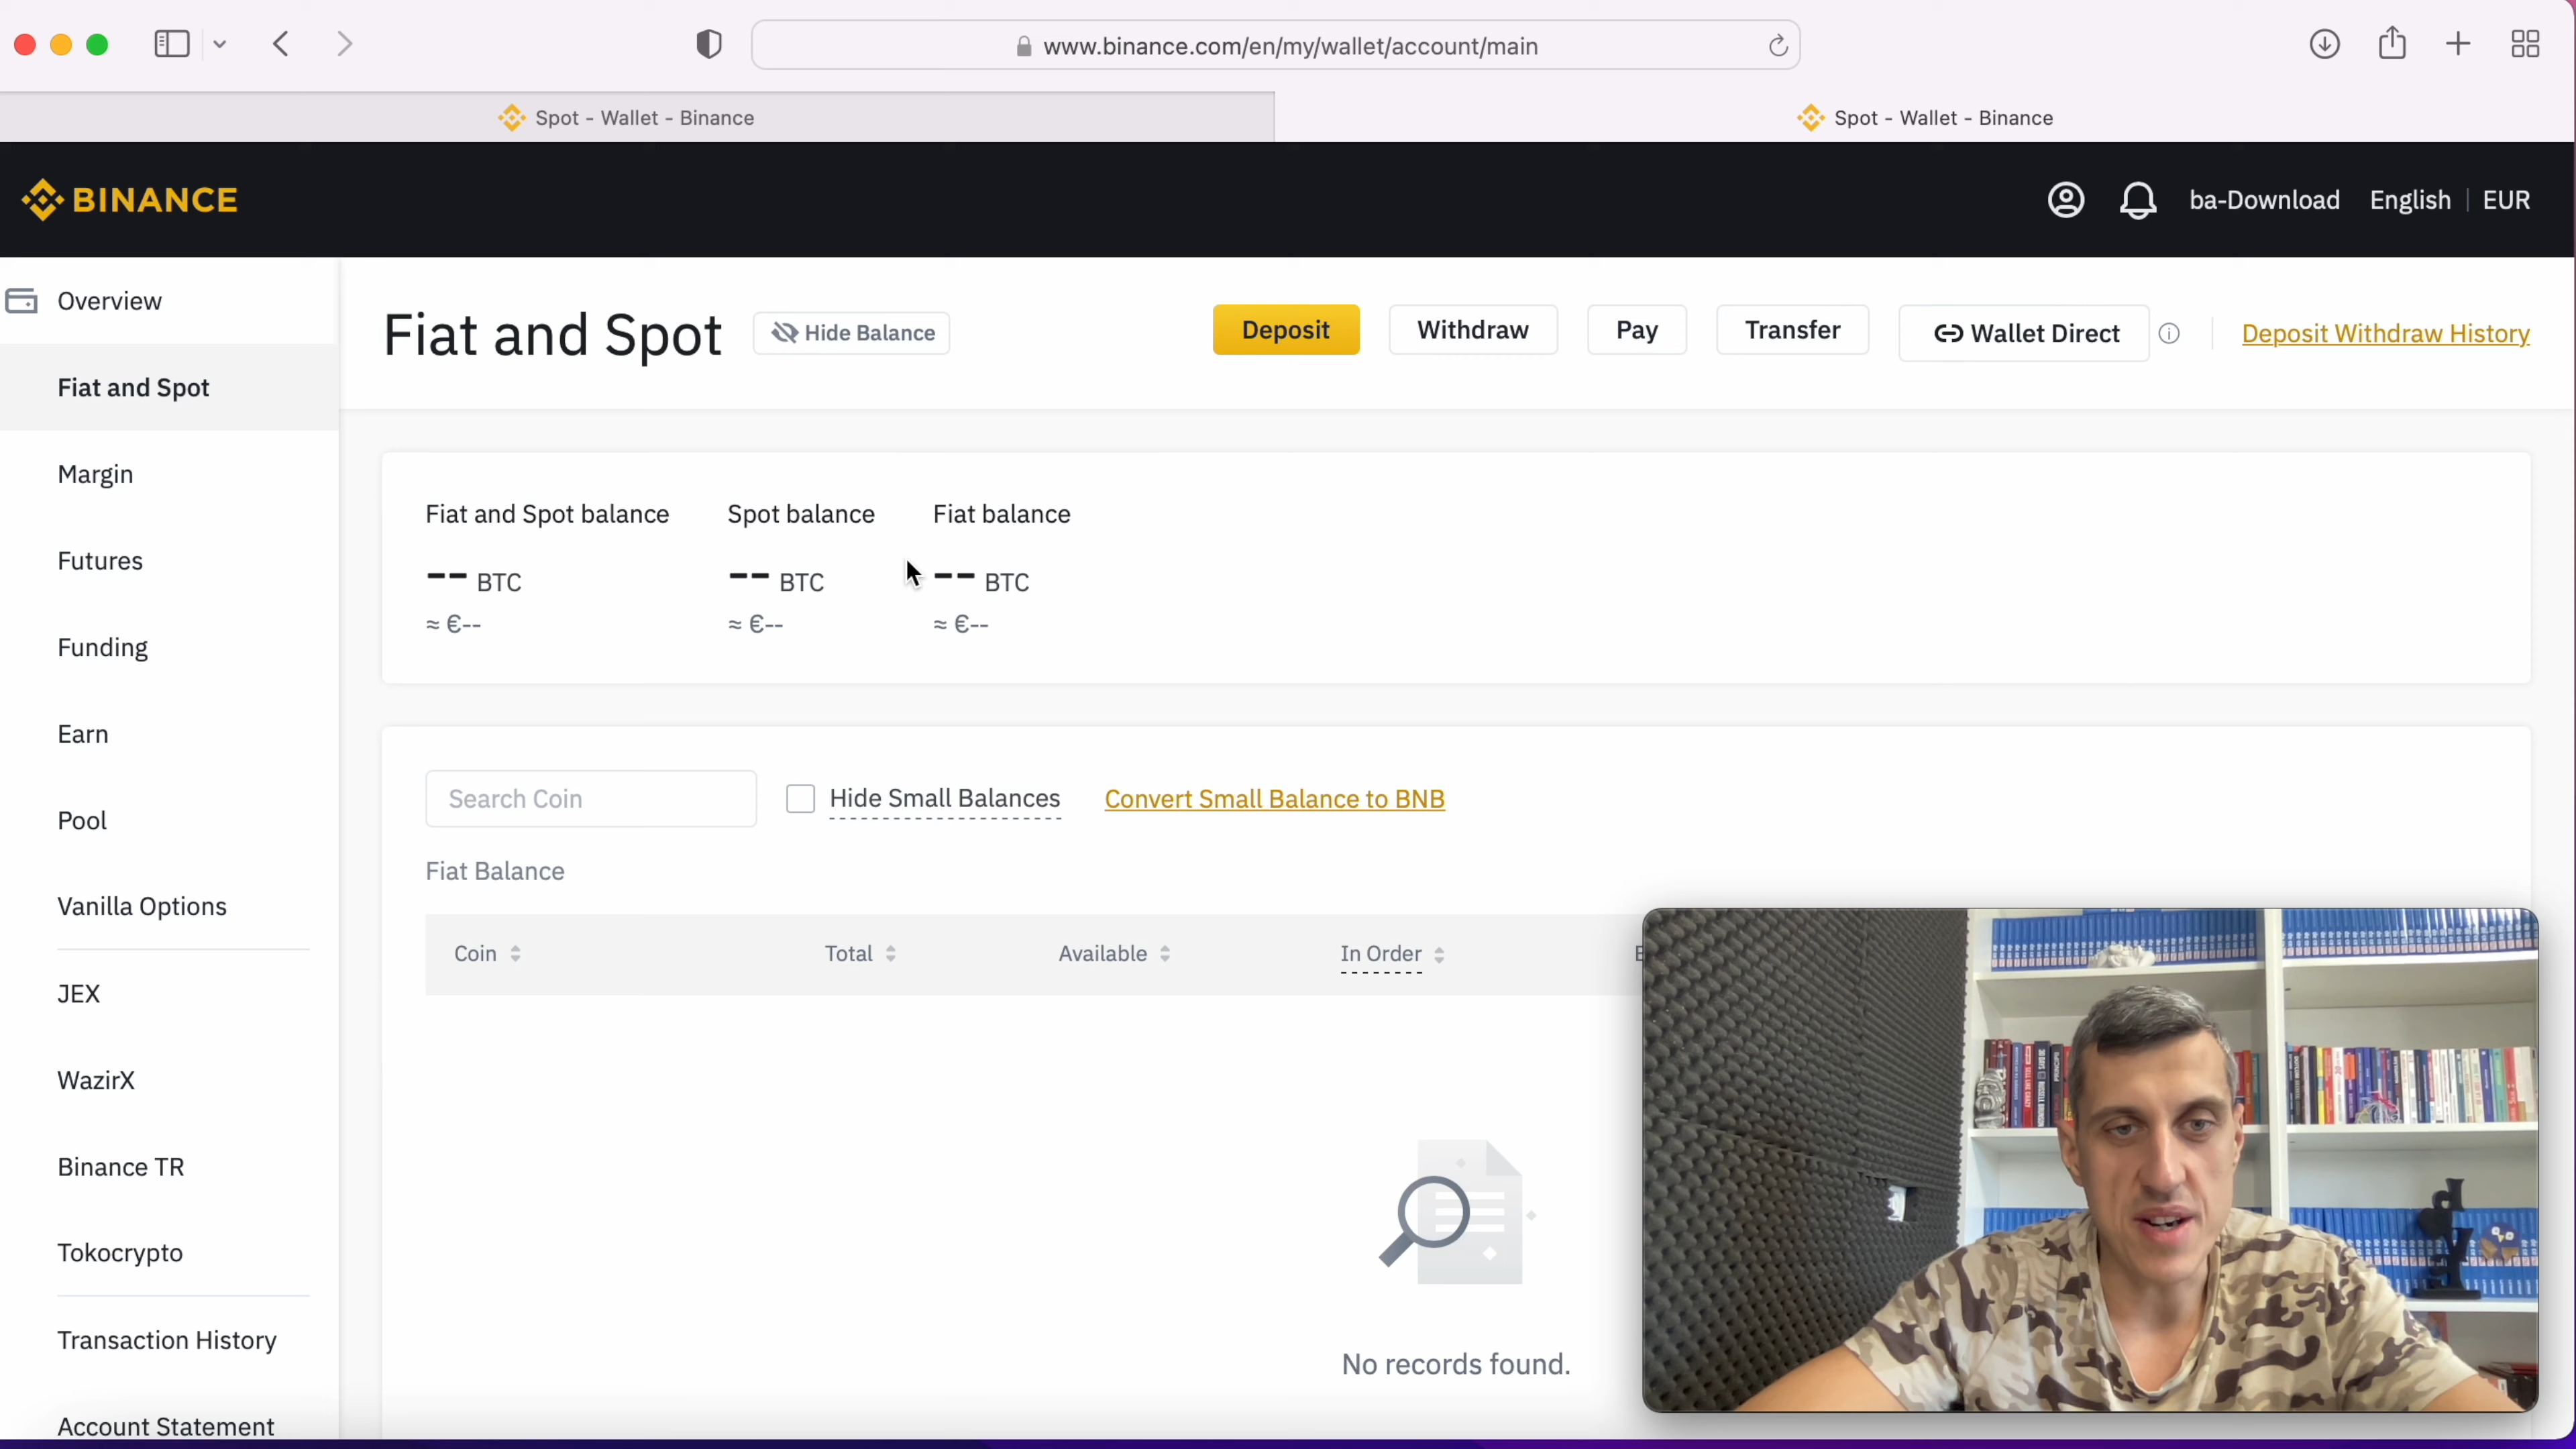 www.binance.com/en/my/wallet/account/main
Spot - Wallet - Binance
Spot - Wallet - Binance
BINANCE
ba-Download English | EUR
Overview
Fiat and Spot
Margin
Futures
Funding
Earn
Pool
Vanilla Options
JEX
WazirX
Binance TR
Tokocrypto
Transaction History
Account Statement
Fiat and Spot Hide Balance Deposit Withdraw Pay Transfer Wallet Direct Deposit Withdraw History
Fiat and Spot balance Spot balance Fiat balance
-- BTC -- BTC -- BTC
≈ €-- ≈ €-- ≈ €--
Search Coin Hide Small Balances Convert Small Balance to BNB
Fiat Balance
Coin Total Available In Order
No records found.